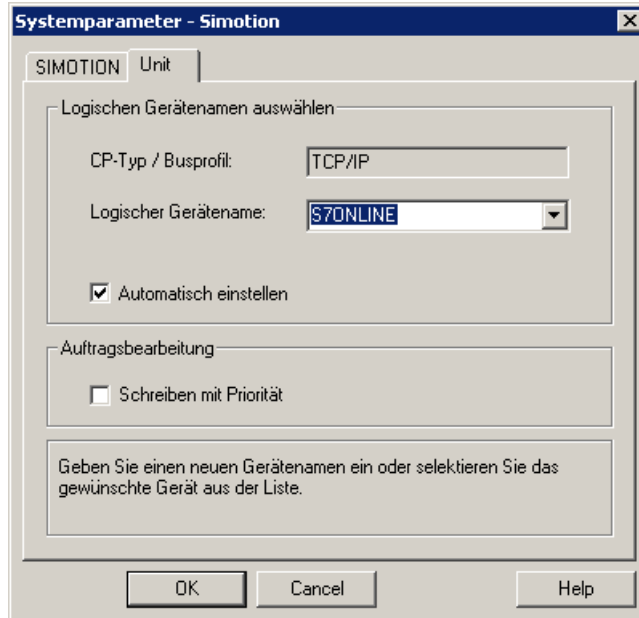 Systemparameter - Simotion
SIMOTION Unit
Logischen Gerätenamen auswählen
CP-Typ / Busprofil: TCP/IP
Logischer Gerätename: S7ONLINE
Automatisch einstellen
Auftragsbearbeitung
Schreiben mit Priorität
Geben Sie einen neuen Gerätenamen ein oder selektieren Sie das
gewünschte Gerät aus der Liste.
OK Cancel Help